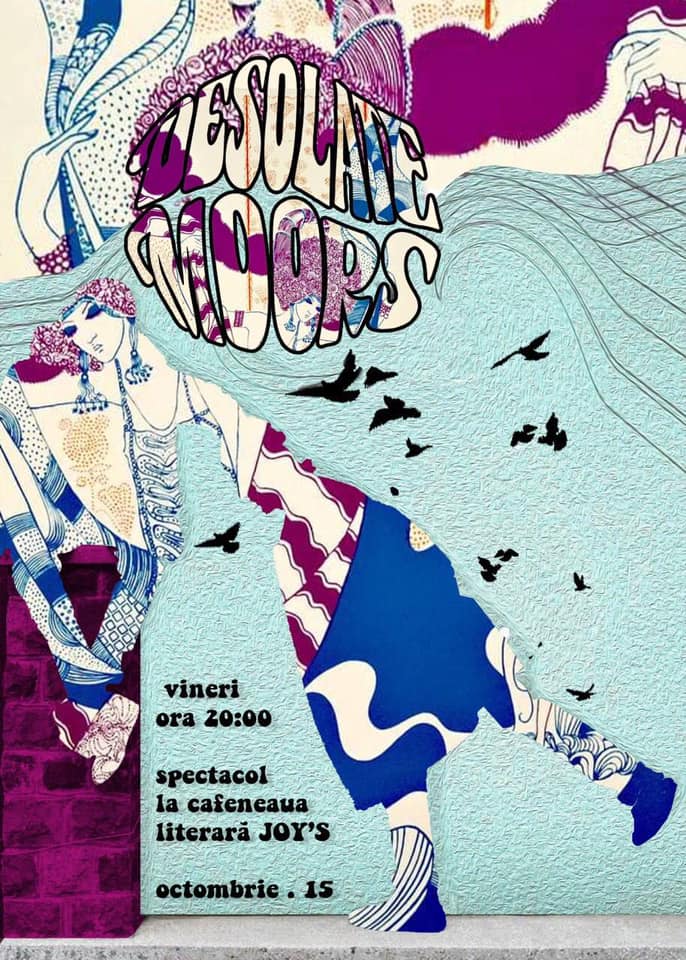 DESOLATE
MOORS
vineri
ora 20:00
spectacol
la cafeneaua
literară JOY'S
octombrie . 15